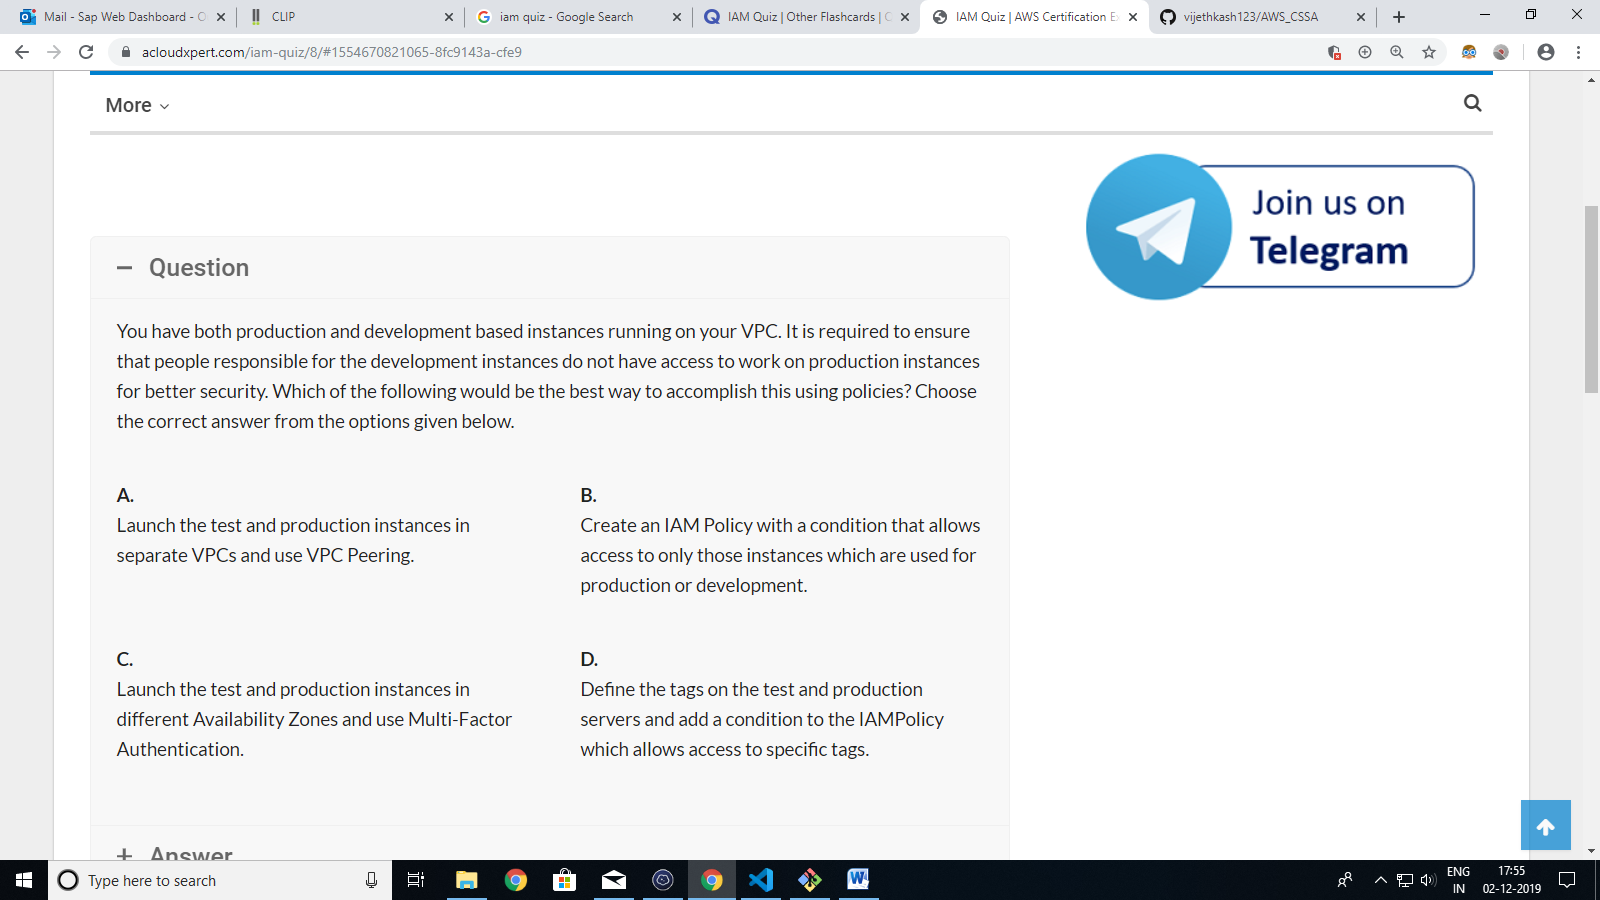 Mail - Sap Web Dashboard - O
CLIP
iam quiz - Google Search
IAM Quiz | Other Flashcards | C
IAM Quiz | AWS Certification E
vijethkash123/AWS_CSSA
acloudxpert.com/iam-quiz/8/#1554670821065-8fc9143a-cfe9
More
Join us on
Telegram
Question
You have both production and development based instances running on your VPC. It is required to ensure
that people responsible for the development instances do not have access to work on production instances
for better security. Which of the following would be the best way to accomplish this using policies? Choose
the correct answer from the options given below.
A.
Launch the test and production instances in
separate VPCs and use VPC Peering.
B.
Create an IAM Policy with a condition that allows
access to only those instances which are used for
production or development.
C.
Launch the test and production instances in
different Availability Zones and use Multi-Factor
Authentication.
D.
Define the tags on the test and production
servers and add a condition to the IAMPolicy
which allows access to specific tags.
Answer
Type here to search
ENG
IN
17:55
02-12-2019